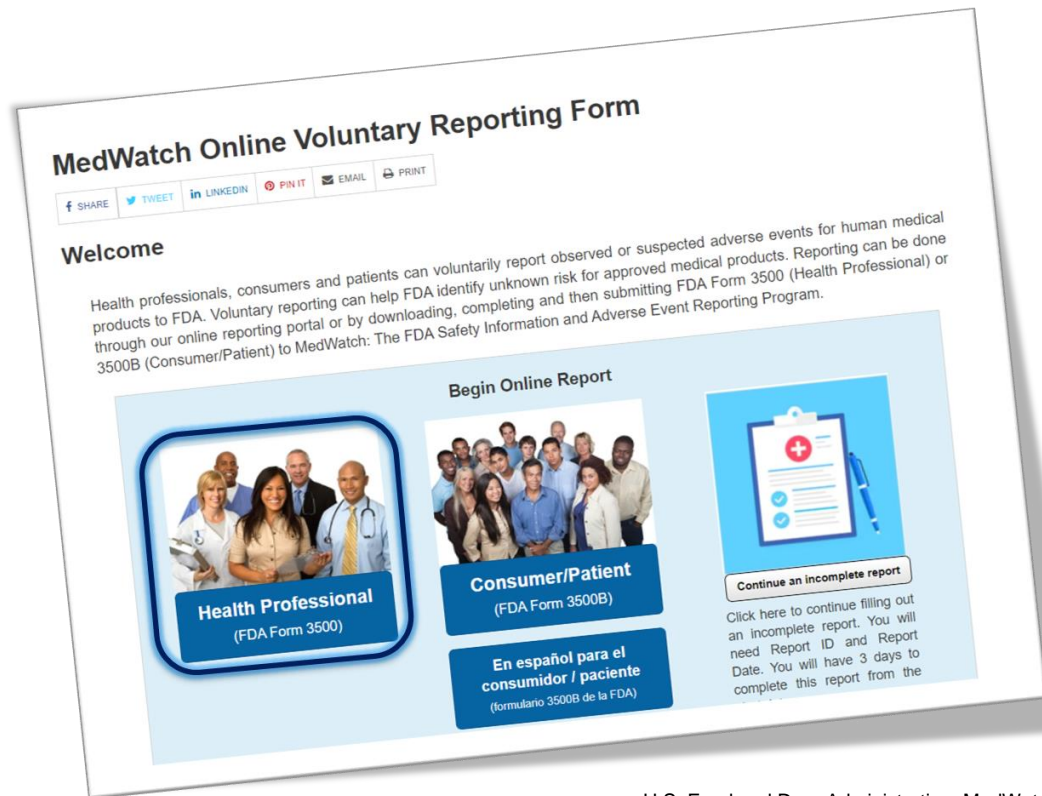 MedWatch Online Voluntary Reporting Form
SHARE TWEET LINKEDIN PIN IT EMAIL PRINT
Welcome
Health professionals, consumers and patients can voluntarily report observed or suspected adverse events for human medical
products to FDA. Voluntary reporting can help FDA identify unknown risk for approved medical products. Reporting can be done
through our online reporting portal or by downloading, completing and then submitting FDA Form 3500 (Health Professional) or
3500B (Consumer/Patient) to MedWatch: The FDA Safety Information and Adverse Event Reporting Program.
Begin Online Report
Health Professional
(FDA Form 3500)
Consumer/Patient
(FDA Form 3500B)
En español para el
consumidor / paciente
(formulario 3500B de la FDA)
Continue an incomplete report
Click here to continue filling out
an incomplete report. You will
need Report ID and Report
Date. You will have 3 days to
complete this report from the